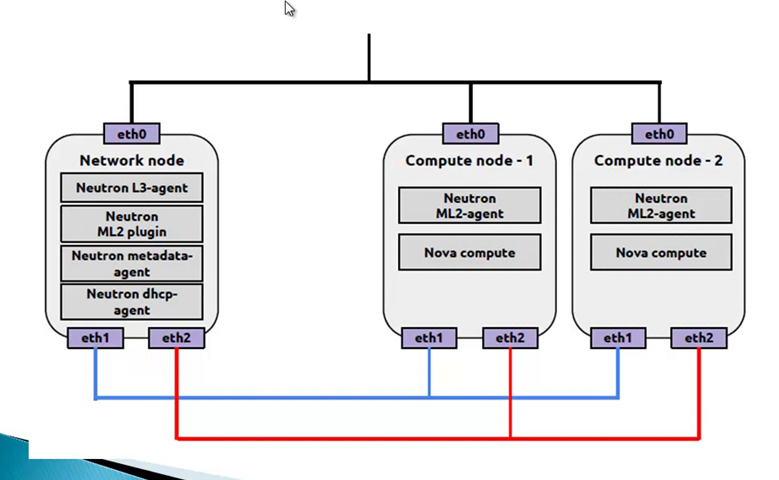 eth0
eth0
eth0
Network node
Neutron L3-agent
Neutron
ML2 plugin
Neutron metadata-
agent
Neutron dhcp-
agent
eth1
eth2
Compute node - 1
Neutron
ML2-agent
Nova compute
eth1
eth2
Compute node - 2
Neutron
ML2-agent
Nova compute
eth1
eth2